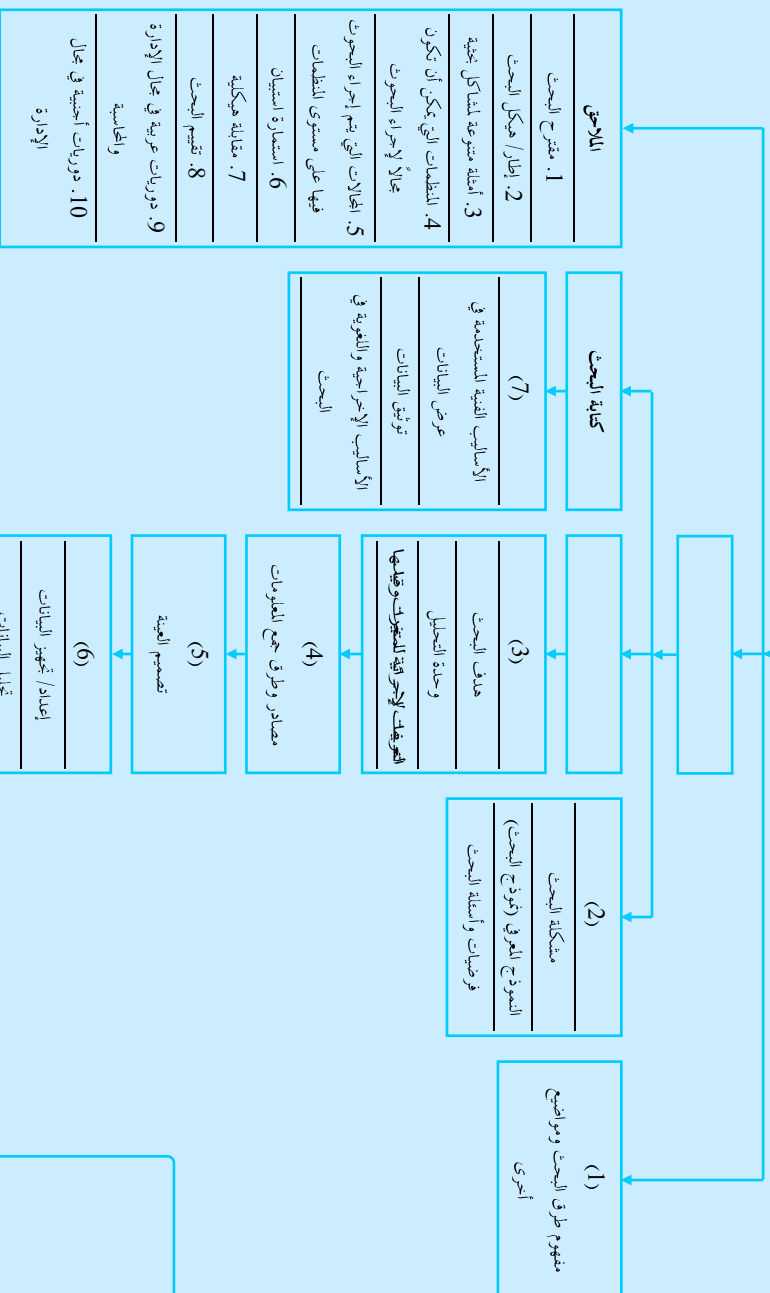 (1)
مفهوم طرق البحث ومواضيع
أخرى
(2)
مشكلة البحث
النموذج المعرفي (نموذج البحث)
فرضيات وأسئلة البحث
(3)
هدف البحث
وحدة التحليل
التعريفات الإجرائية للمتغيرات وقيمها
(4)
مصادر وطرق جمع المعلومات
(5)
تصميم العينة
(6)
إعداد/ تجهيز البيانات
تحليل البيانات
كتابة البحث
(7)
الأساليب الفنية المستخدمة في
عرض البيانات
توثيق البيانات
الأساليب الإخراجية واللغوية في
البحث
الملاحق
1. مقترح البحث
2. إطار/ هيكل البحث
3. أمثلة متنوعة لمشاكل بحثية
4. المنظمات التي يمكن أن تكون
مجالاً لإجراء البحوث
5. المجالات التي يتم إجراء البحوث
فيها على مستوى المنظمات
6. استمارة استبيان
7. مقابلة هيكلية
8. تقييم البحث
9. دوريات عربية في مجال الإدارة
والمحاسبة
10. دوريات أجنبية في مجال
الإدارة